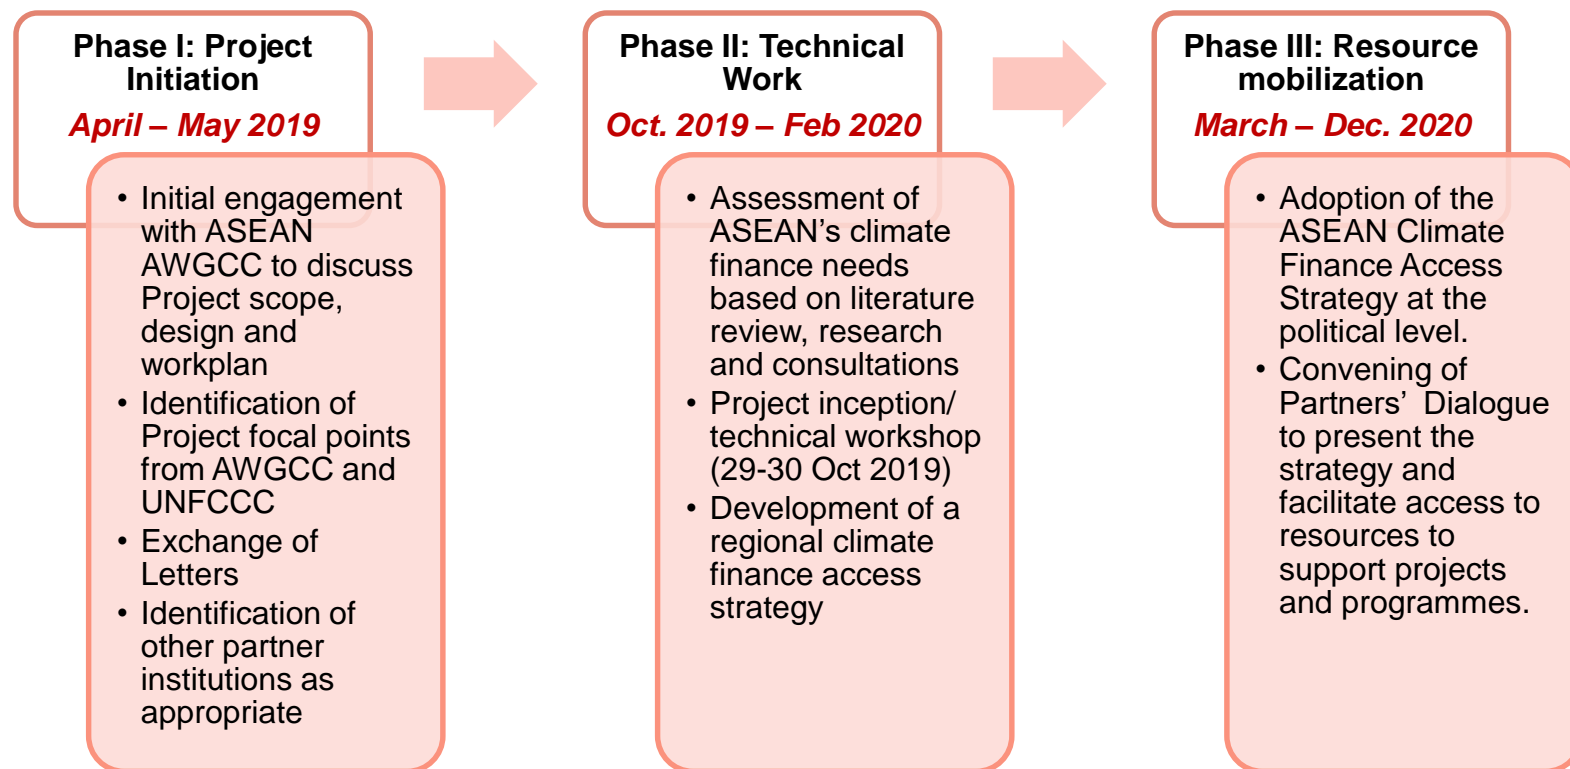 Phase I: Project
Initiation
April – May 2019
• Initial engagement
with ASEAN
AWGCC to discuss
Project scope,
design and
workplan
• Identification of
Project focal points
from AWGCC and
UNFCCC
• Exchange of
Letters
• Identification of
other partner
institutions as
appropriate
Phase II: Technical
Work
Oct. 2019 – Feb 2020
• Assessment of
ASEAN’s climate
finance needs
based on literature
review, research
and consultations
• Project inception/
technical workshop
(29-30 Oct 2019)
• Development of a
regional climate
finance access
strategy
Phase III: Resource
mobilization
March – Dec. 2020
• Adoption of the
ASEAN Climate
Finance Access
Strategy at the
political level.
• Convening of
Partners’ Dialogue
to present the
strategy and
facilitate access to
resources to
support projects
and programmes.